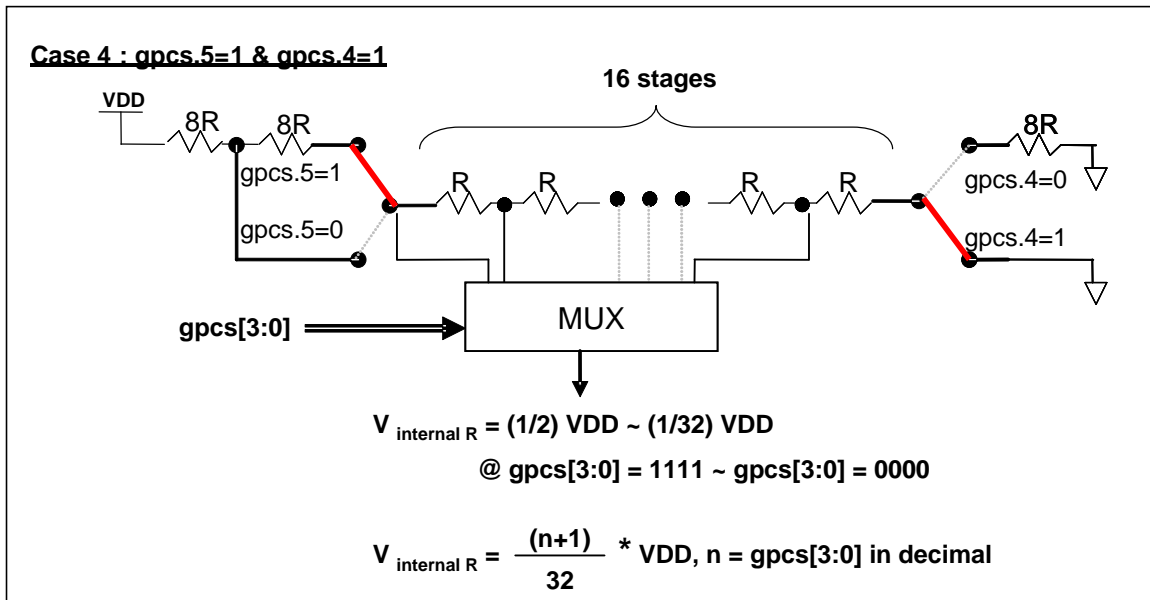 Case 4 : gpcs.5=1 & gpcs.4=1
16 stages
VDD
8R
8R
8R
gpcs.5=1
R
R
R
R
gpcs.4=0
gpcs.5=0
gpcs.4=1
MUX
gpcs[3:0]
V internal R = (1/2) VDD ~ (1/32) VDD
@ gpcs[3:0] = 1111 ~ gpcs[3:0] = 0000
(n+1)
V internal R = * VDD, n = gpcs[3:0] in decimal
32